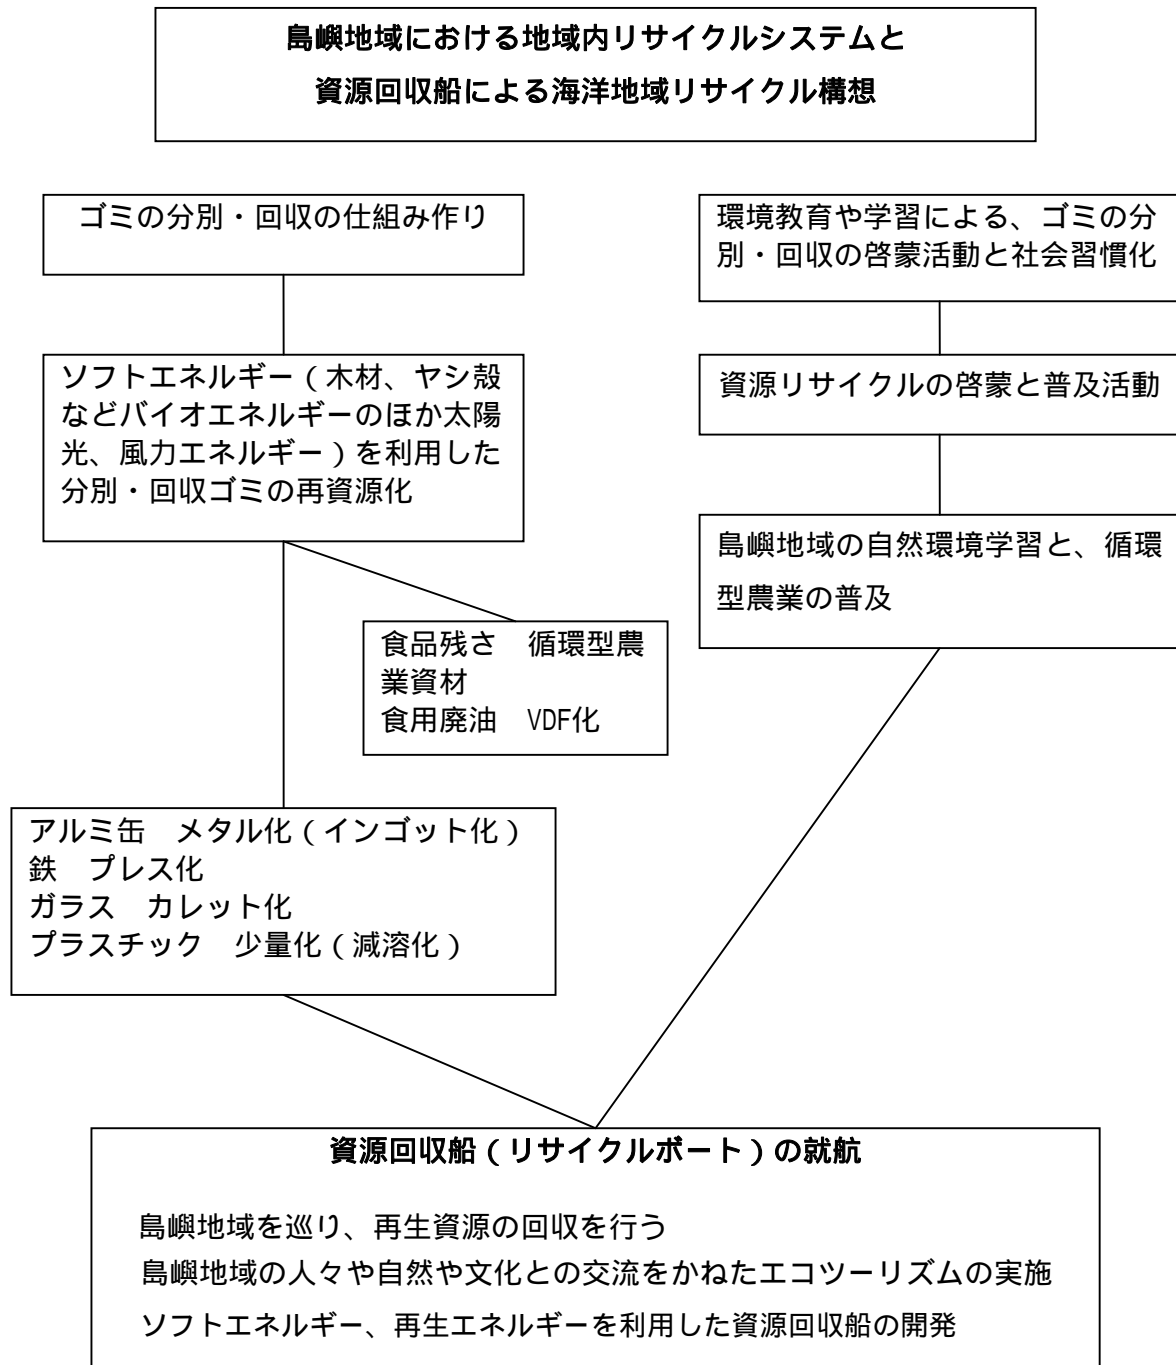 島嶼地域における地域内リサイクルシステムと
資源回収船による海洋地域リサイクル構想
ゴミの分別・回収の仕組み作り
ソフトエネルギー（木材、ヤシ殻
などバイオエネルギーのほか太陽
光、風力エネルギー）を利用した
分別・回収ゴミの再資源化
食品残さ　循環型農
業資材
食用廃油　VDF化
アルミ缶　メタル化（インゴット化）
鉄　プレス化
ガラス　カレット化
プラスチック　少量化（減溶化）
環境教育や学習による、ゴミの分
別・回収の啓蒙活動と社会習慣化
資源リサイクルの啓蒙と普及活動
島嶼地域の自然環境学習と、循環
型農業の普及
資源回収船（リサイクルボート）の就航
島嶼地域を巡り、再生資源の回収を行う
島嶼地域の人々や自然や文化との交流をかねたエコツーリズムの実施
ソフトエネルギー、再生エネルギーを利用した資源回収船の開発